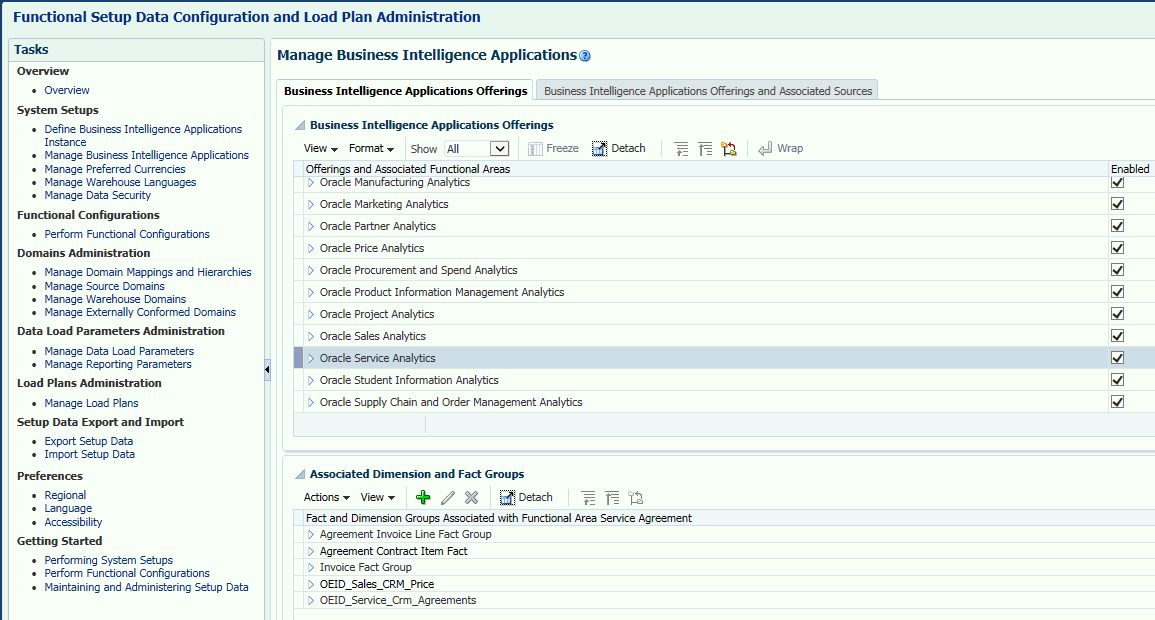 Functional Setup Data Configuration and Load Plan Administration
Tasks
Overview
Overview
System Setups
Define Business Intelligence Applications
Instance
Manage Business Intelligence Applications
Manage Preferred Currencies
Manage Warehouse Languages
Manage Data Security
Functional Configurations
Perform Functional Configurations
Domains Administration
Manage Domain Mappings and Hierarchies
Manage Source Domains
Manage Warehouse Domains
Manage Externally Conformed Domains
Data Load Parameters Administration
Manage Data Load Parameters
Manage Reporting Parameters
Load Plans Administration
Manage Load Plans
Setup Data Export and Import
Export Setup Data
Import Setup Data
Preferences
Regional
Language
Accessibility
Getting Started
Performing System Setups
Perform Functional Configurations
Maintaining and Administering Setup Data
Manage Business Intelligence Applications ?
Business Intelligence Applications Offerings Business Intelligence Applications Offerings and Associated Sources
Business Intelligence Applications Offerings
View Format Show All Freeze Detach Wrap
Offerings and Associated Functional Areas Enabled
Oracle Manufacturing Analytics
Oracle Marketing Analytics
Oracle Partner Analytics
Oracle Price Analytics
Oracle Procurement and Spend Analytics
Oracle Product Information Management Analytics
Oracle Project Analytics
Oracle Sales Analytics
Oracle Service Analytics
Oracle Student Information Analytics
Oracle Supply Chain and Order Management Analytics
Associated Dimension and Fact Groups
Actions View Detach
Fact and Dimension Groups Associated with Functional Area Service Agreement
Agreement Invoice Line Fact Group
Agreement Contract Item Fact
Invoice Fact Group
OEID_Sales_CRM_Price
OEID_Service_Crm_Agreements